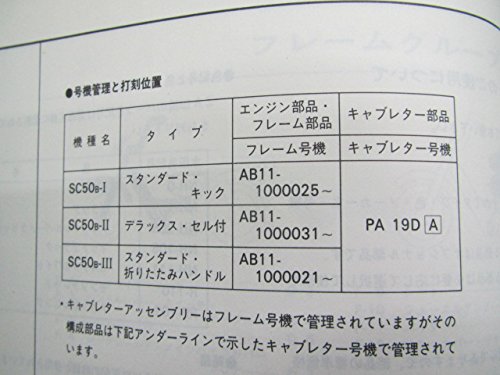 ●号機管理と打刻位置
機種名 タイプ エンジン部品・フレーム部品 キャブレター部品
フレーム号機 キャブレター号機
SC50B-I スタンダード・キック AB11-1000025～
SC50B-II デラックス・セル付 AB11-1000031～ PA 19D A
SC50B-III スタンダード・折りたたみハンドル AB11-1000021～
・キャブレターアッセンブリーはフレーム号機で管理されていますがその
構成部品は下記アンダーラインで示したキャブレター号機で管理されて
います。